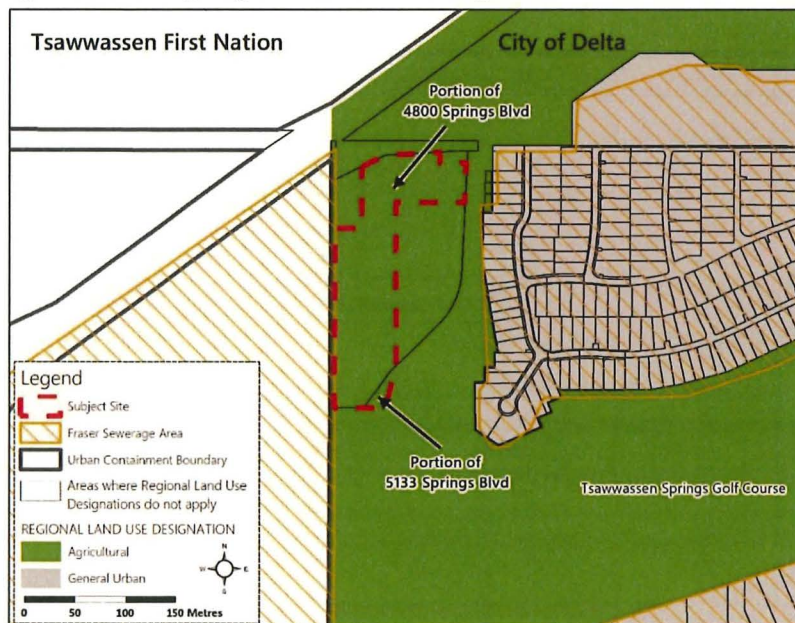 Tsawwassen First Nation
City of Delta
Portion of
4800 Springs Blvd
Portion of
5133 Springs Blvd
Tsawwassen Springs Golf Course
Legend
Subject Site
Fraser Sewerage Area
Urban Containment Boundary
Areas where Regional Land Use
Designations do not apply
REGIONAL LAND USE DESIGNATION
Agricultural
General Urban
N
W
E
S
0 50 100 150 Metres